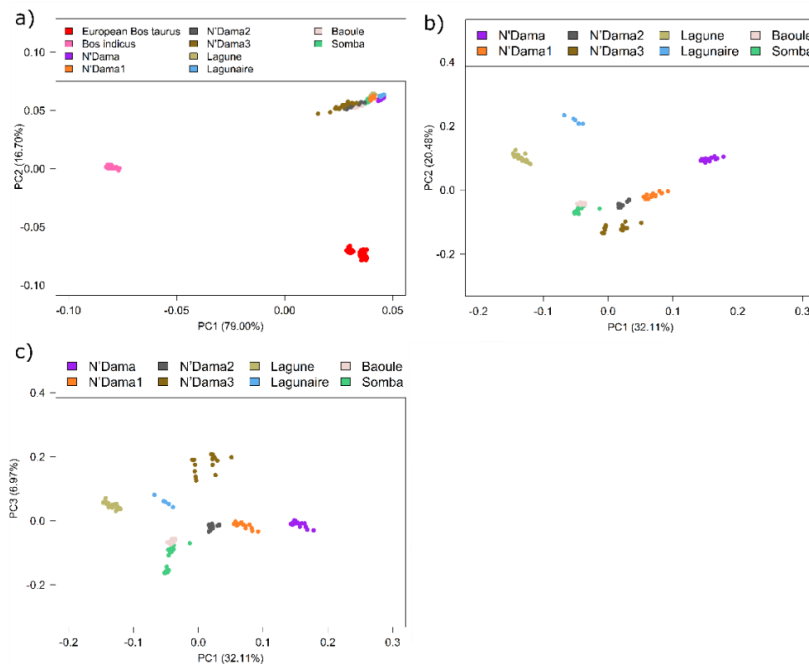 a)
European Bos taurus N'Dama2 Baoule
Bos indicus N'Dama3 Somba
N'Dama Lagune
N'Dama1 Lagunaire
0.10
0.05
0.00
-0.05
-0.10
PC2 (16.70%)
-0.10 -0.05 0.00 0.05
PC1 (79.00%)
b)
N'Dama N'Dama2 Lagune Baoule
N'Dama1 N'Dama3 Lagunaire Somba
0.4
0.2
0.0
-0.2
PC2 (20.48%)
-0.2 -0.1 0.0 0.1 0.2 0.3
PC1 (32.11%)
c)
N'Dama N'Dama2 Lagune Baoule
N'Dama1 N'Dama3 Lagunaire Somba
0.4
0.2
0.0
-0.2
PC3 (6.97%)
-0.2 -0.1 0.0 0.1 0.2 0.3
PC1 (32.11%)